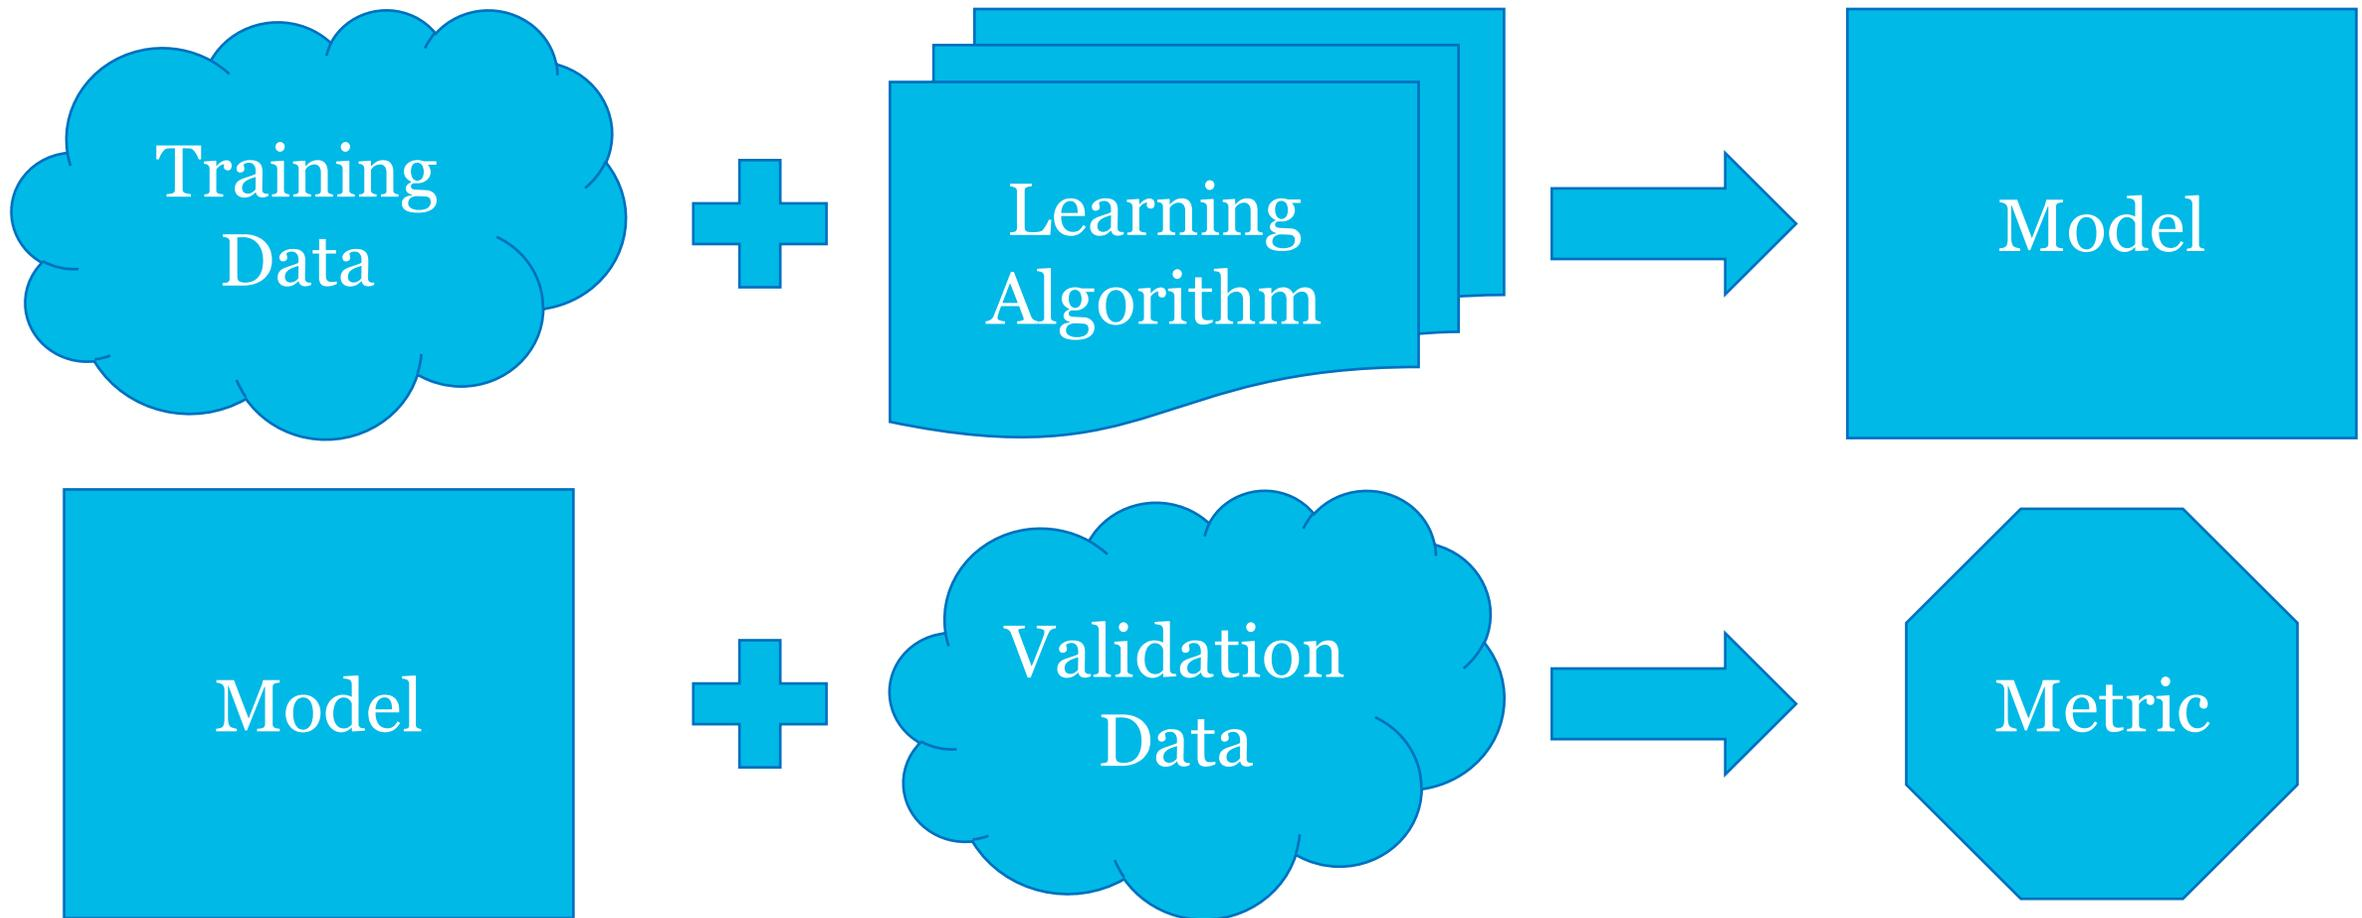 Training
Data
Learning
Algorithm
Model
Model
Validation
Data
Metric